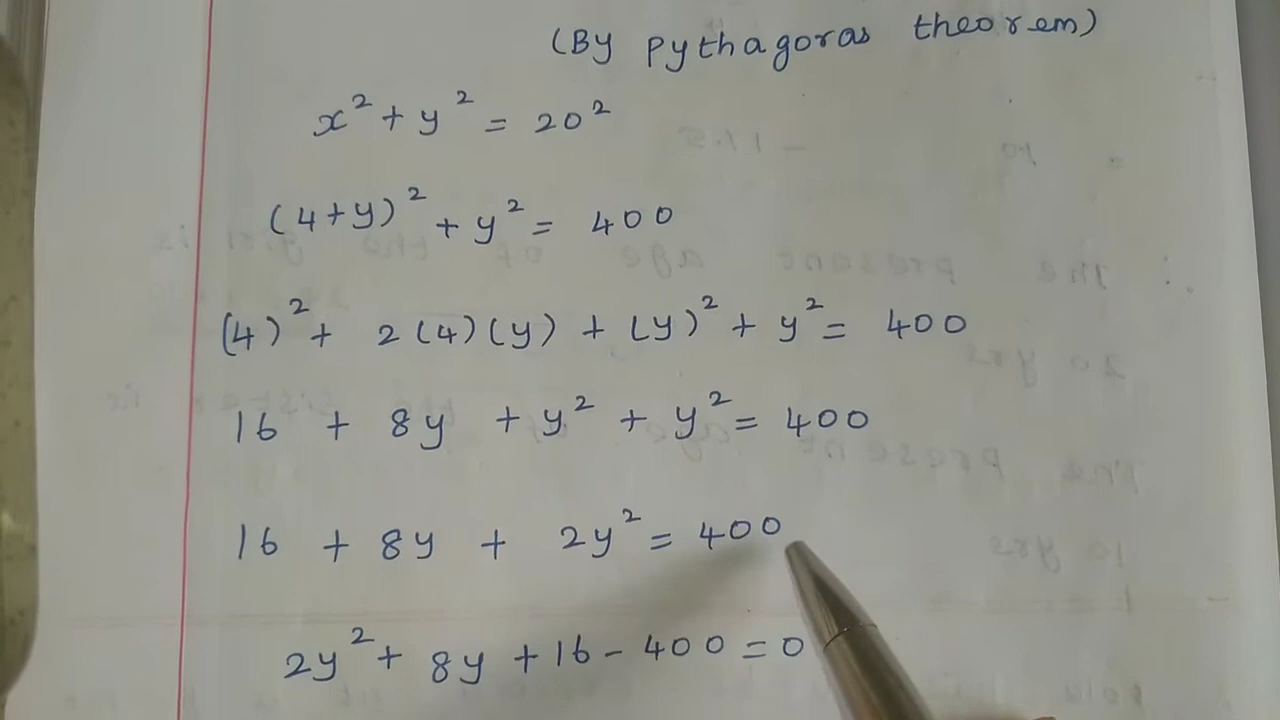 (By Pythagoras theorem)
x² + y² = 20²
(4+y)² + y² = 400
(4)² + 2(4)(y) + (y)² + y² = 400
16 + 8y + y² + y² = 400
16 + 8y + 2y² = 400
2y² + 8y + 16 - 400 = 0